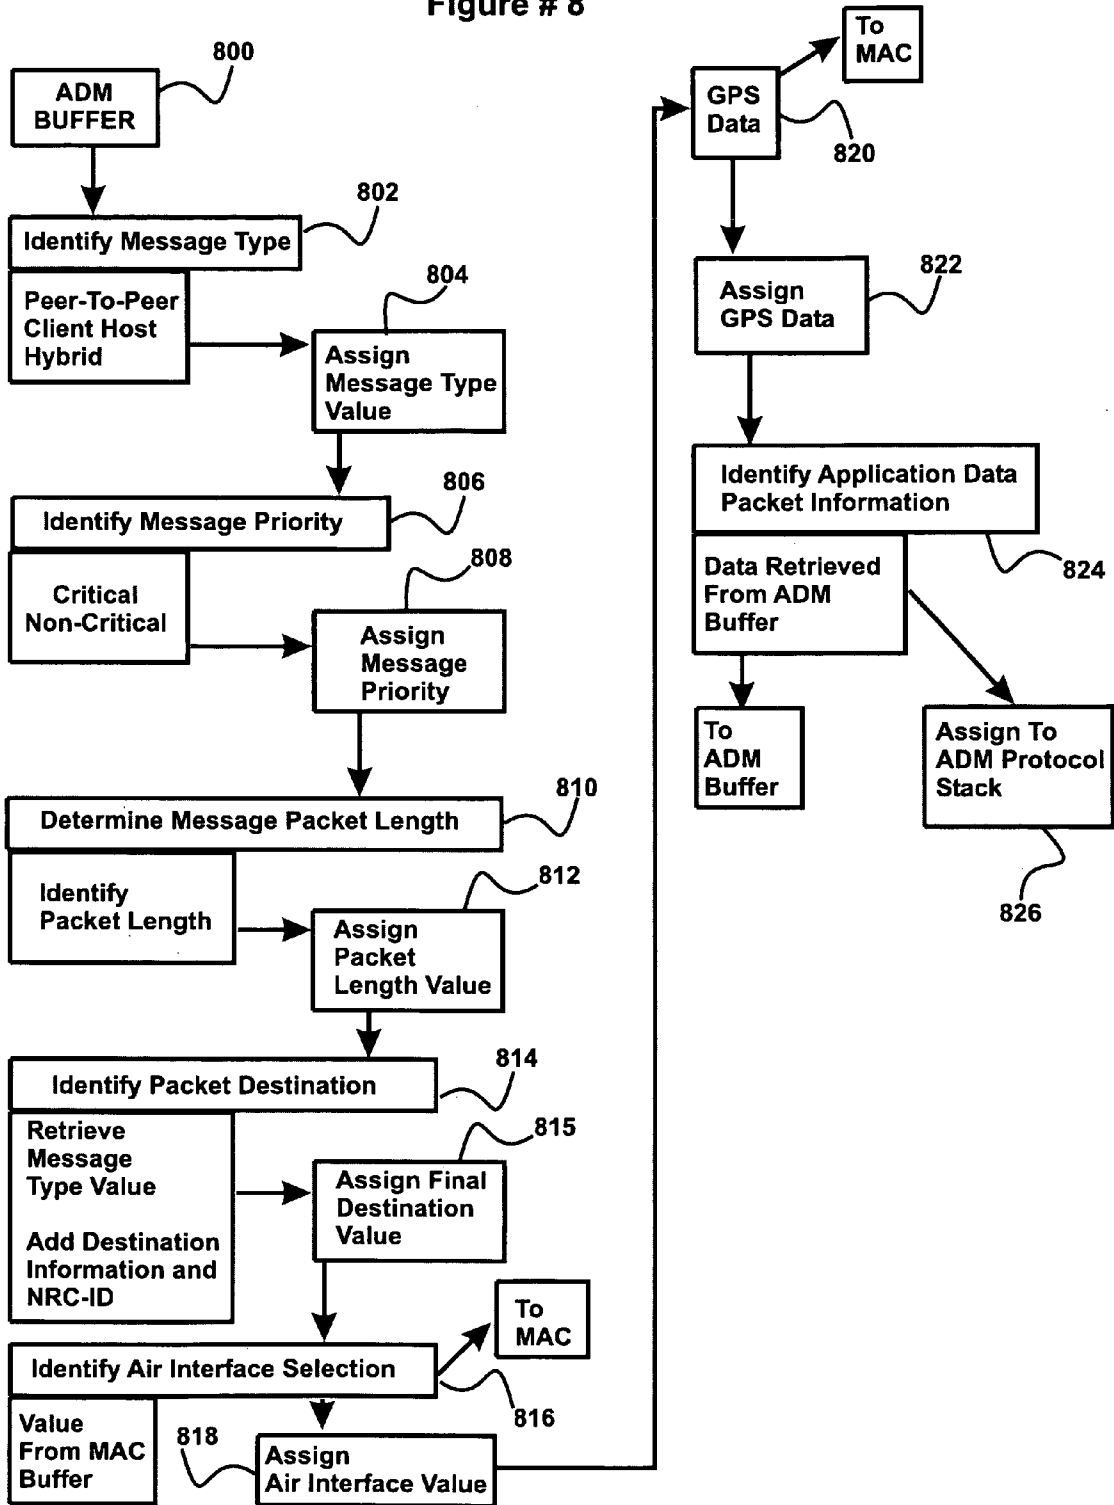 Figure # 8
800
ADM
BUFFER
802
Identify Message Type
Peer-To-Peer
Client Host
Hybrid
804
Assign
Message Type
Value
806
Identify Message Priority
Critical
Non-Critical
808
Assign
Message
Priority
810
Determine Message Packet Length
Identify
Packet Length
812
Assign
Packet
Length Value
814
Identify Packet Destination
Retrieve
Message
Type Value
Add Destination
Information and
NRC-ID
815
Assign Final
Destination
Value
To
MAC
Identify Air Interface Selection
816
Value
From MAC
Buffer
818
Assign
Air Interface Value
To
MAC
GPS
Data
820
822
Assign
GPS Data
Identify Application Data
Packet Information
824
Data Retrieved
From ADM
Buffer
To
ADM
Buffer
Assign To
ADM Protocol
Stack
826